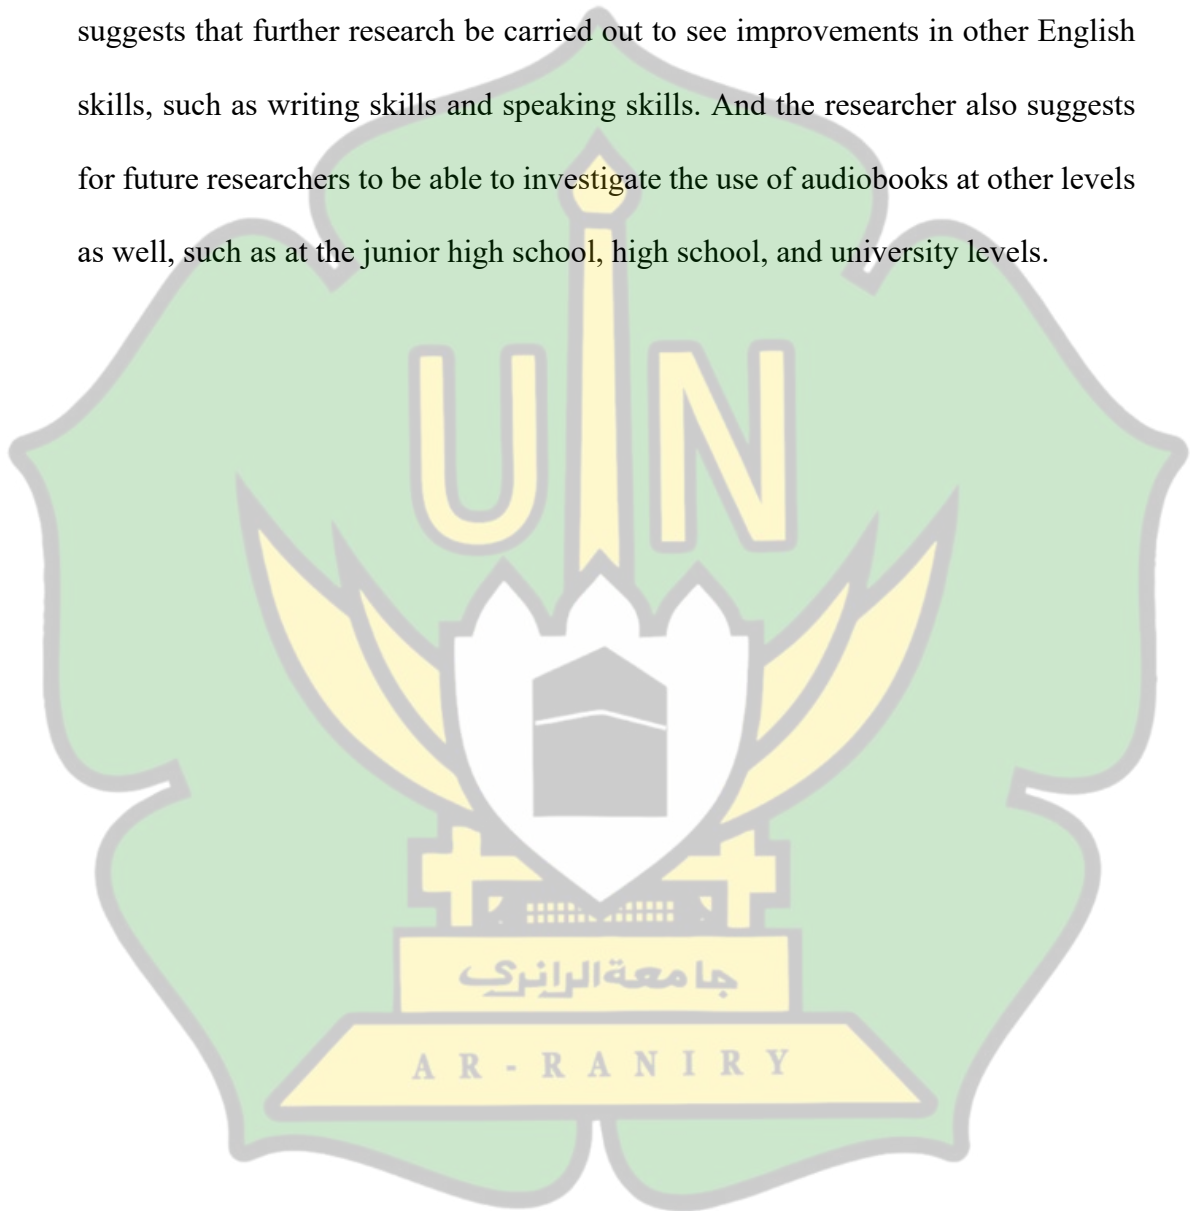 suggests that further research be carried out to see improvements in other English
skills, such as writing skills and speaking skills. And the researcher also suggests
for future researchers to be able to investigate the use of audiobooks at other levels
as well, such as at the junior high school, high school, and university levels.
UIN
جامعةالرانري
AR-RANIRY